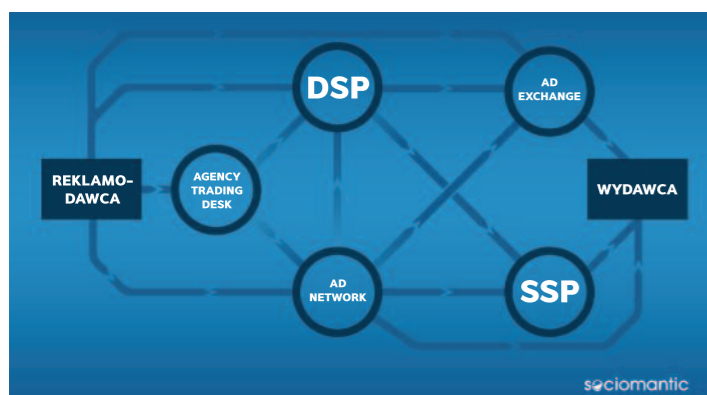 DSP
AD
EXCHANGE
REKLAMO-
DAWCA
AGENCY
TRADING
DESK
WYDAWCA
AD
NETWORK
SSP
sociomantic